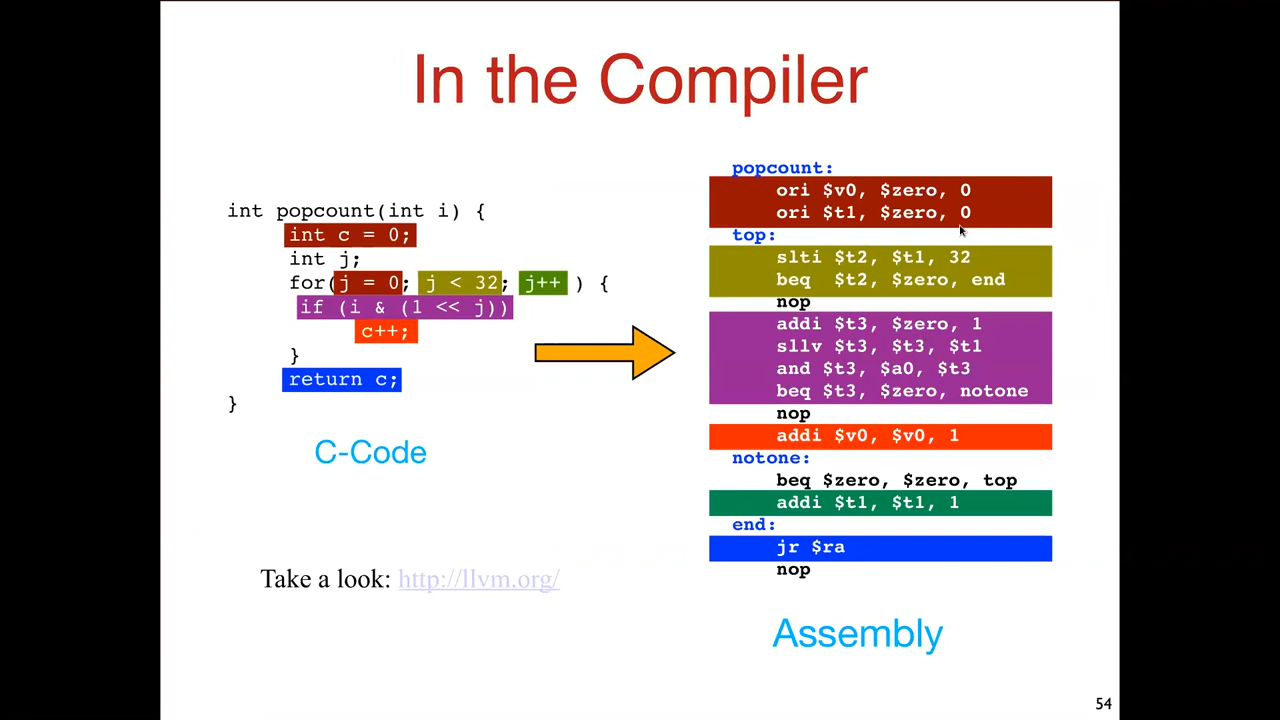 In the Compiler
int popcount(int i) {
int c = 0;
int j;
for(j = 0; j < 32; j++ ) {
if (i & (1 << j))
c++;
}
return c;
}
C-Code
Take a look: http://llvm.org/
popcount:
ori $v0, $zero, 0
ori $t1, $zero, 0
top:
slti $t2, $t1, 32
beq $t2, $zero, end
nop
addi $t3, $zero, 1
sllv $t3, $t3, $t1
and $t3, $a0, $t3
beq $t3, $zero, notone
nop
addi $v0, $v0, 1
notone:
beq $zero, $zero, top
addi $t1, $t1, 1
end:
jr $ra
nop
Assembly
54